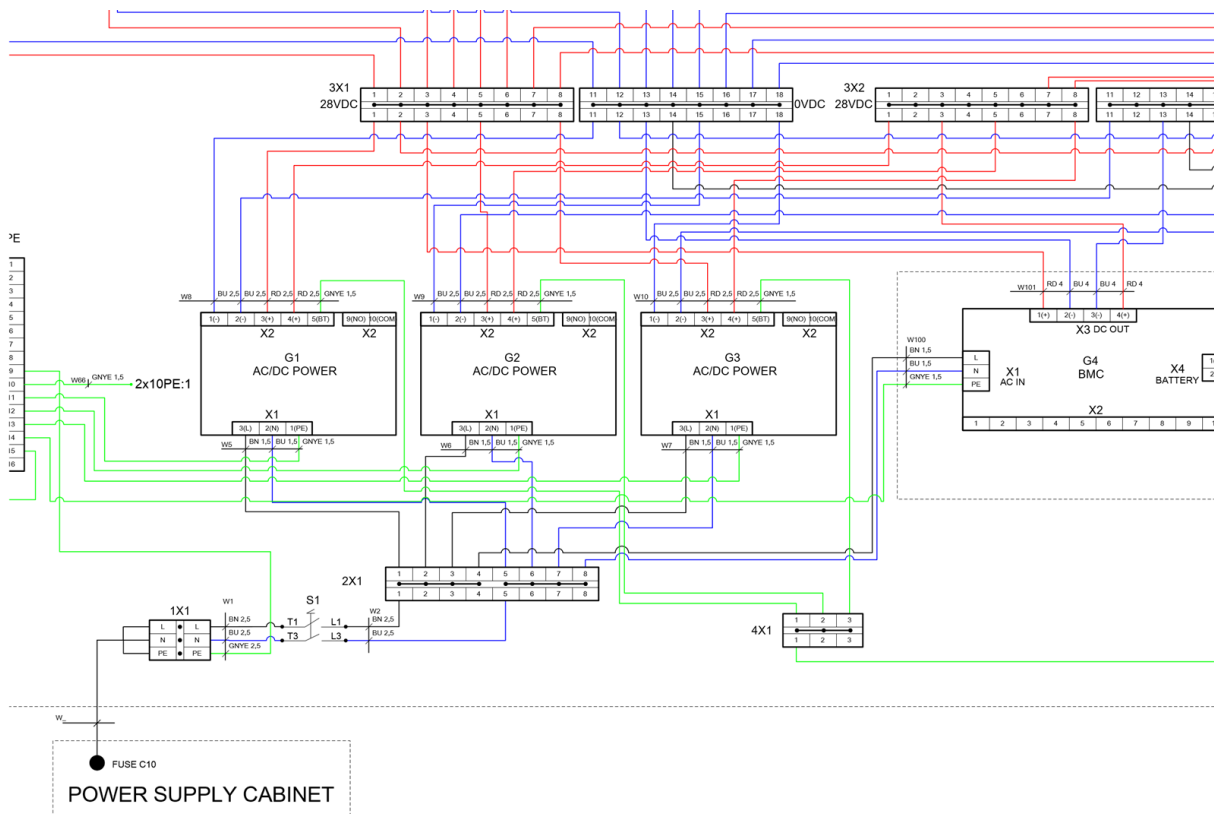 3X1
28VDC
1 2 3 4 5 6 7 8
1 2 3 4 5 6 7 8
11 12 13 14 15 16 17 18
11 12 13 14 15 16 17 18
0VDC
3X2
28VDC
1 2 3 4 5 6 7 8
1 2 3 4 5 6 7 8
11 12 13 14
11 12 13 14
PE
1
2
3
4
5
6
7
8
9
10
11
12
13
14
15
16
W66
GNYE 1,5
2x10PE:1
W8
BU 2,5 BU 2,5 RD 2,5 RD 2,5 GNYE 1,5
1(-) 2(-) 3(+) 4(+) 5(BT) 9(NO) 10(COM
X2 X2
G1
AC/DC POWER
X1
3(L) 2(N) 1(PE)
W5
BN 1,5 BU 1,5 GNYE 1,5
W9
BU 2,5 BU 2,5 RD 2,5 RD 2,5 GNYE 1,5
1(-) 2(-) 3(+) 4(+) 5(BT) 9(NO) 10(COM
X2 X2
G2
AC/DC POWER
X1
3(L) 2(N) 1(PE)
W6
BN 1,5 BU 1,5 GNYE 1,5
W10
BU 2,5 BU 2,5 RD 2,5 RD 2,5 GNYE 1,5
1(-) 2(-) 3(+) 4(+) 5(BT) 9(NO) 10(COM
X2 X2
G3
AC/DC POWER
X1
3(L) 2(N) 1(PE)
W7
BN 1,5 BU 1,5 GNYE 1,5
W101
RD 4 BU 4 BU 4 RD 4
1(+) 2(-) 3(-) 4(+)
X3 DC OUT
W100
BN 1,5
BU 1,5
GNYE 1,5
L
N
PE
X1
AC IN
G4
BMC
X4
BATTERY
X2
1 2 3 4 5 6 7 8 9
2X1
1 2 3 4 5 6 7 8
1 2 3 4 5 6 7 8
1X1
L L
N N
PE PE
W1
BN 2,5
BU 2,5
GNYE 2,5
S1
T1 L1
T3 L3
W2
BN 2,5
BU 2,5
4X1
1 2 3
1 2 3
W_
FUSE C10
POWER SUPPLY CABINET